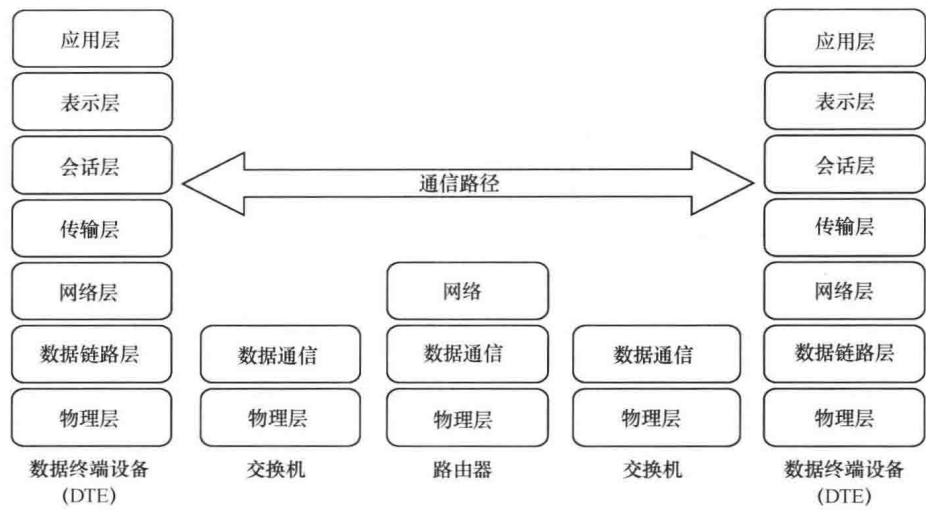 应用层
应用层
表示层
表示层
会话层
会话层
通信路径
传输层
传输层
网络层
网络
网络层
数据链路层
数据通信
数据通信
数据通信
数据链路层
物理层
物理层
物理层
物理层
物理层
数据终端设备
(DTE)
交换机
路由器
交换机
数据终端设备
(DTE)